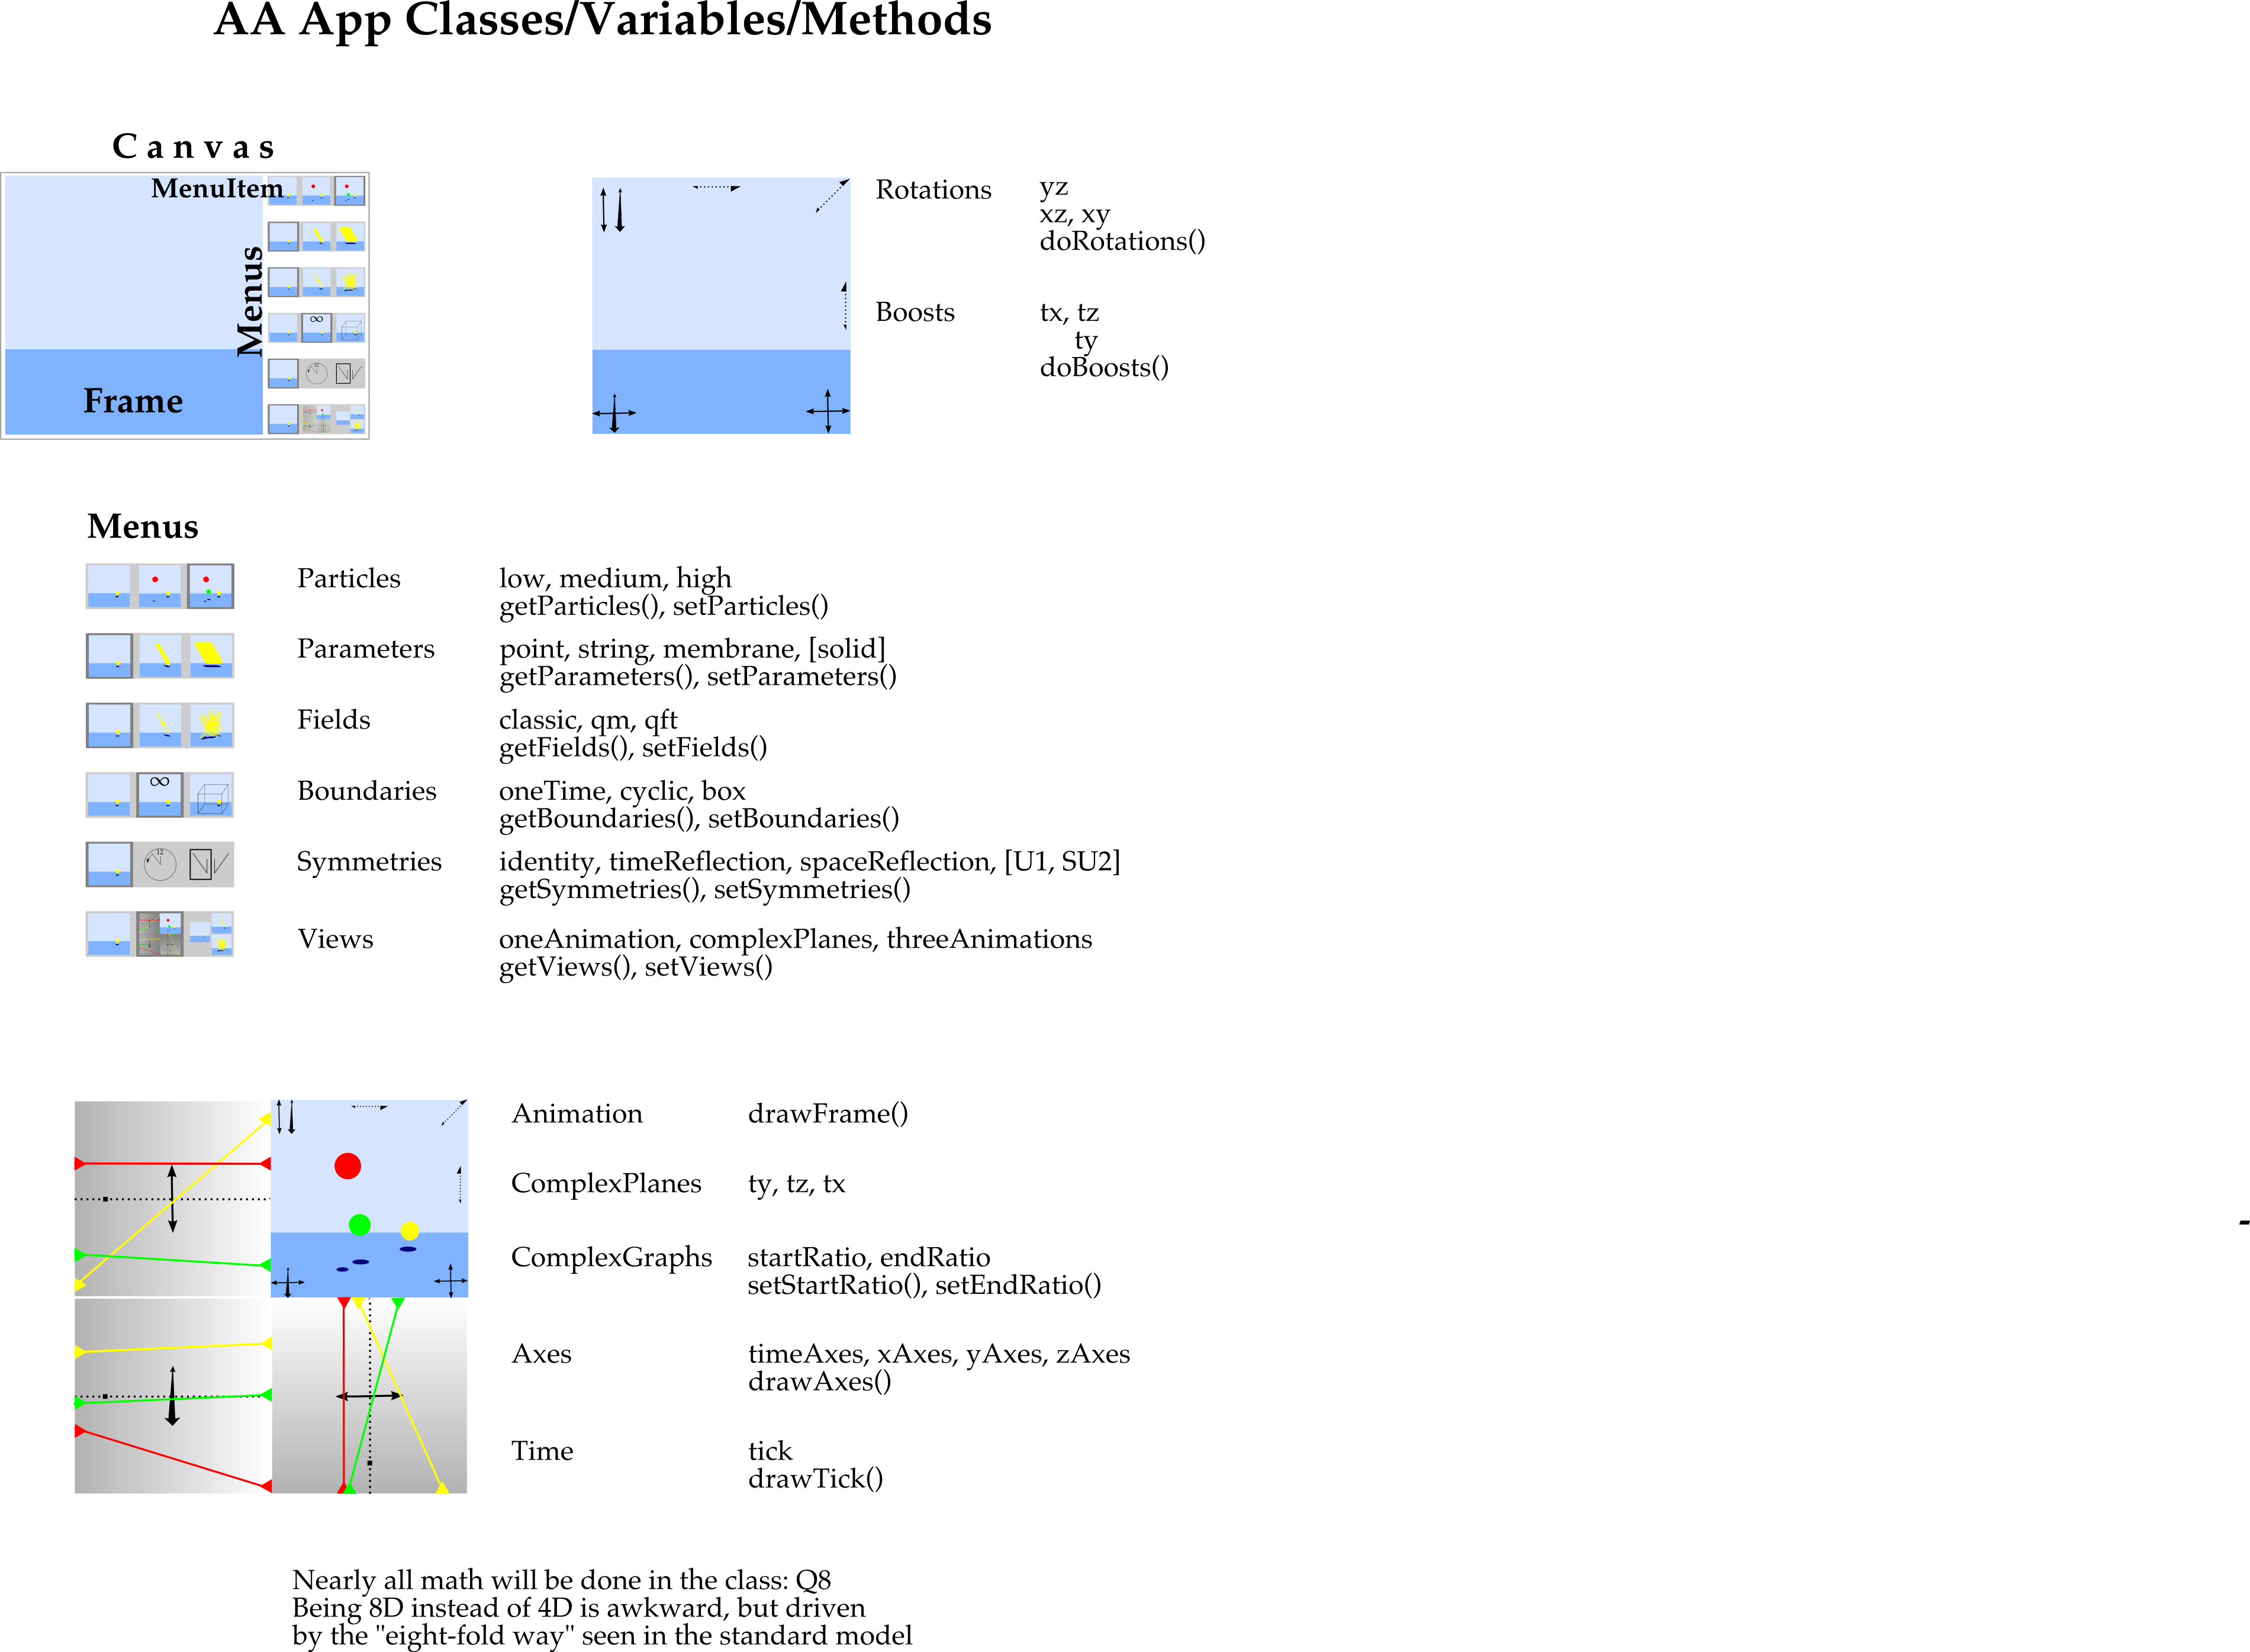 AA App Classes/Variables/Methods
C a n v a s
MenuItem
Menus
Frame
∞
12
Rotations
yz
xz, xy
doRotations()
Boosts
tx, tz
ty
doBoosts()
Menus
Particles
low, medium, high
getParticles(), setParticles()
Parameters
point, string, membrane, [solid]
getParameters(), setParameters()
Fields
classic, qm, qft
getFields(), setFields()
∞
Boundaries
oneTime, cyclic, box
getBoundaries(), setBoundaries()
12
Symmetries
identity, timeReflection, spaceReflection, [U1, SU2]
getSymmetries(), setSymmetries()
Views
oneAnimation, complexPlanes, threeAnimations
getViews(), setViews()
Animation
drawFrame()
ComplexPlanes
ty, tz, tx
-
ComplexGraphs
startRatio, endRatio
setStartRatio(), setEndRatio()
Axes
timeAxes, xAxes, yAxes, zAxes
drawAxes()
Time
tick
drawTick()
Nearly all math will be done in the class: Q8
Being 8D instead of 4D is awkward, but driven
by the "eight-fold way" seen in the standard model